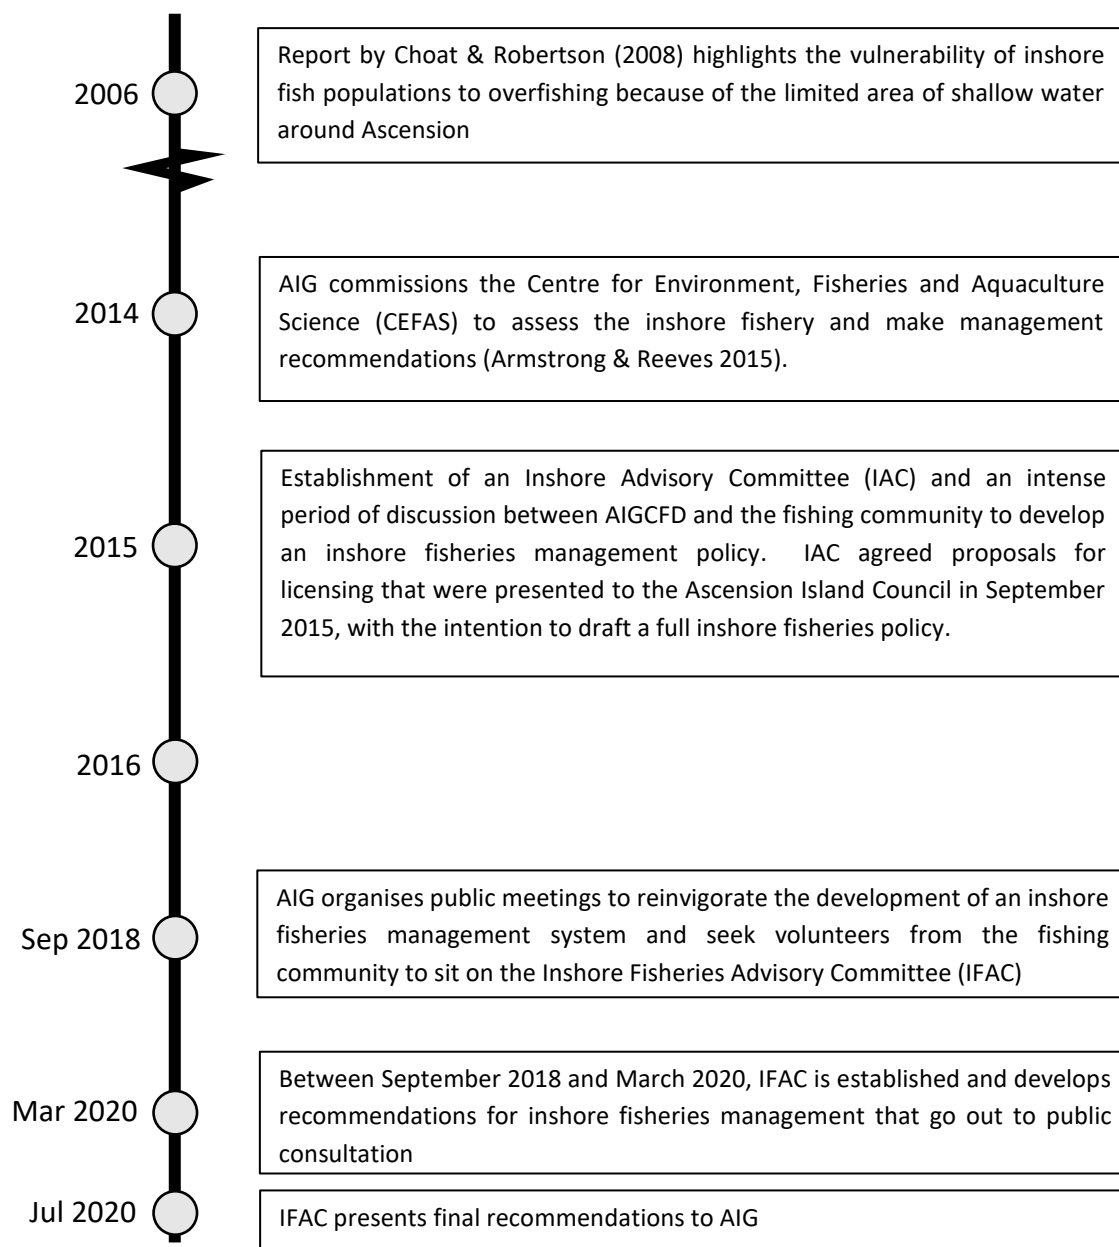 2006
Report by Choat & Robertson (2008) highlights the vulnerability of inshore
fish populations to overfishing because of the limited area of shallow water
around Ascension
2014
AIG commissions the Centre for Environment, Fisheries and Aquaculture
Science (CEFAS) to assess the inshore fishery and make management
recommendations (Armstrong & Reeves 2015).
2015
Establishment of an Inshore Advisory Committee (IAC) and an intense
period of discussion between AIGCFD and the fishing community to develop
an inshore fisheries management policy. IAC agreed proposals for
licensing that were presented to the Ascension Island Council in September
2015, with the intention to draft a full inshore fisheries policy.
2016
Sep 2018
AIG organises public meetings to reinvigorate the development of an inshore
fisheries management system and seek volunteers from the fishing
community to sit on the Inshore Fisheries Advisory Committee (IFAC)
Mar 2020
Between September 2018 and March 2020, IFAC is established and develops
recommendations for inshore fisheries management that go out to public
consultation
Jul 2020
IFAC presents final recommendations to AIG